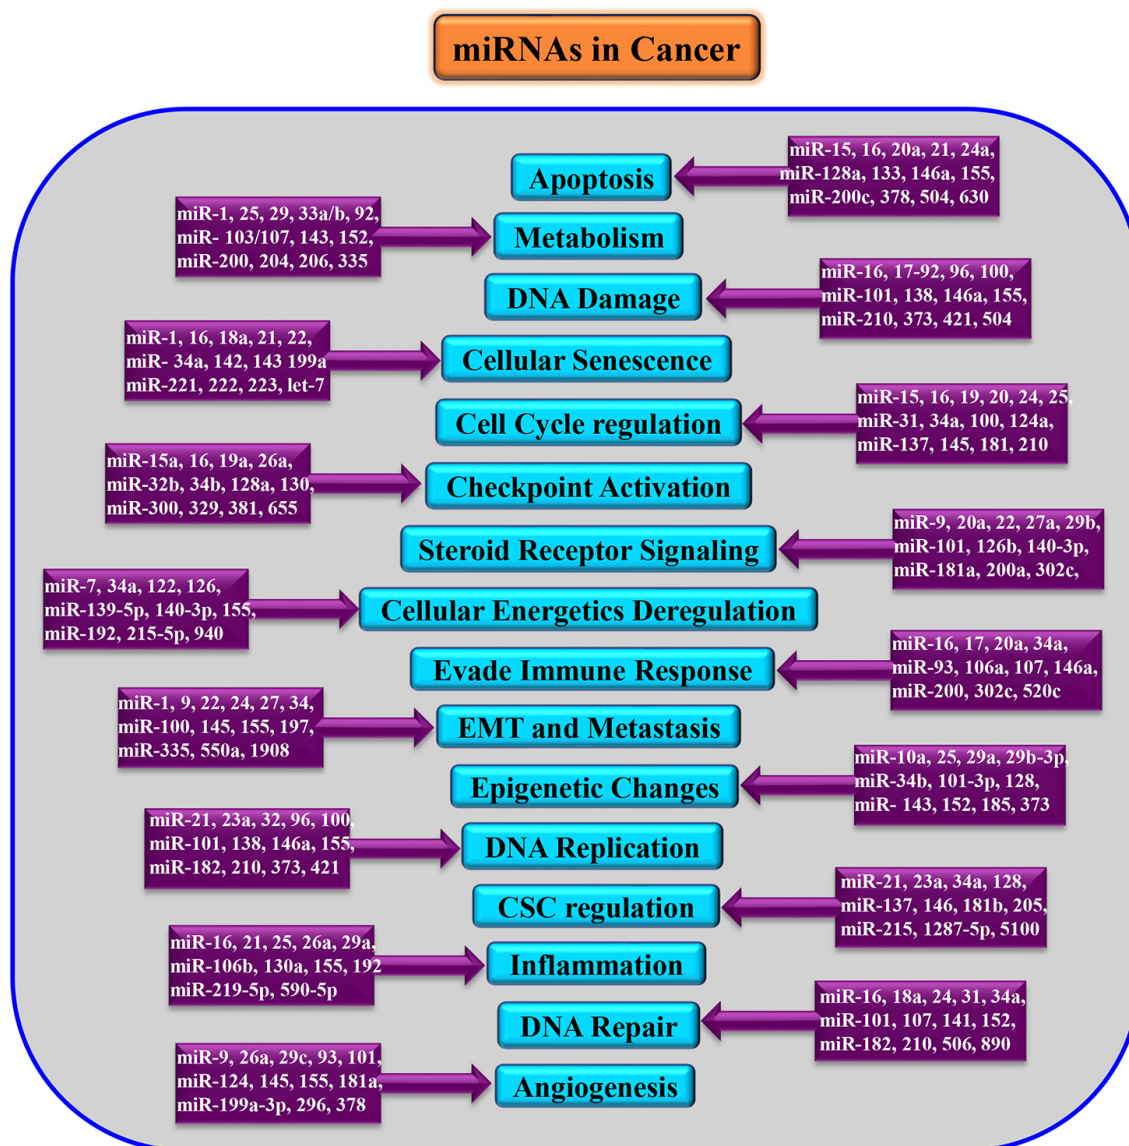 miRNAs in Cancer
miR-15, 16, 20a, 21, 24a,
miR-128a, 133, 146a, 155,
miR-200c, 378, 504, 630
Apoptosis
miR-1, 25, 29, 33a/b, 92,
miR- 103/107, 143, 152,
miR-200, 204, 206, 335
Metabolism
miR-16, 17-92, 96, 100,
miR-101, 138, 146a, 155,
miR-210, 373, 421, 504
DNA Damage
miR-1, 16, 18a, 21, 22,
miR- 34a, 142, 143 199a
miR-221, 222, 223, let-7
Cellular Senescence
miR-15, 16, 19, 20, 24, 25,
miR-31, 34a, 100, 124a,
miR-137, 145, 181, 210
Cell Cycle regulation
miR-15a, 16, 19a, 26a,
miR-32b, 34b, 128a, 130,
miR-300, 329, 381, 655
Checkpoint Activation
miR-9, 20a, 22, 27a, 29b,
miR-101, 126b, 140-3p,
miR-181a, 200a, 302c,
Steroid Receptor Signaling
miR-7, 34a, 122, 126,
miR-139-5p, 140-3p, 155,
miR-192, 215-5p, 940
Cellular Energetics Deregulation
miR-16, 17, 20a, 34a,
miR-93, 106a, 107, 146a,
miR-200, 302c, 520c
Evade Immune Response
miR-1, 9, 22, 24, 27, 34,
miR-100, 145, 155, 197,
miR-335, 550a, 1908
EMT and Metastasis
miR-10a, 25, 29a, 29b-3p,
miR-34b, 101-3p, 128,
miR- 143, 152, 185, 373
Epigenetic Changes
miR-21, 23a, 32, 96, 100,
miR-101, 138, 146a, 155,
miR-182, 210, 373, 421
DNA Replication
miR-21, 23a, 34a, 128,
miR-137, 146, 181b, 205,
miR-215, 1287-5p, 5100
CSC regulation
miR-16, 21, 25, 26a, 29a,
miR-106b, 130a, 155, 192
miR-219-5p, 590-5p
Inflammation
miR-16, 18a, 24, 31, 34a,
miR-101, 107, 141, 152,
miR-182, 210, 506, 890
DNA Repair
miR-9, 26a, 29c, 93, 101,
miR-124, 145, 155, 181a,
miR-199a-3p, 296, 378
Angiogenesis